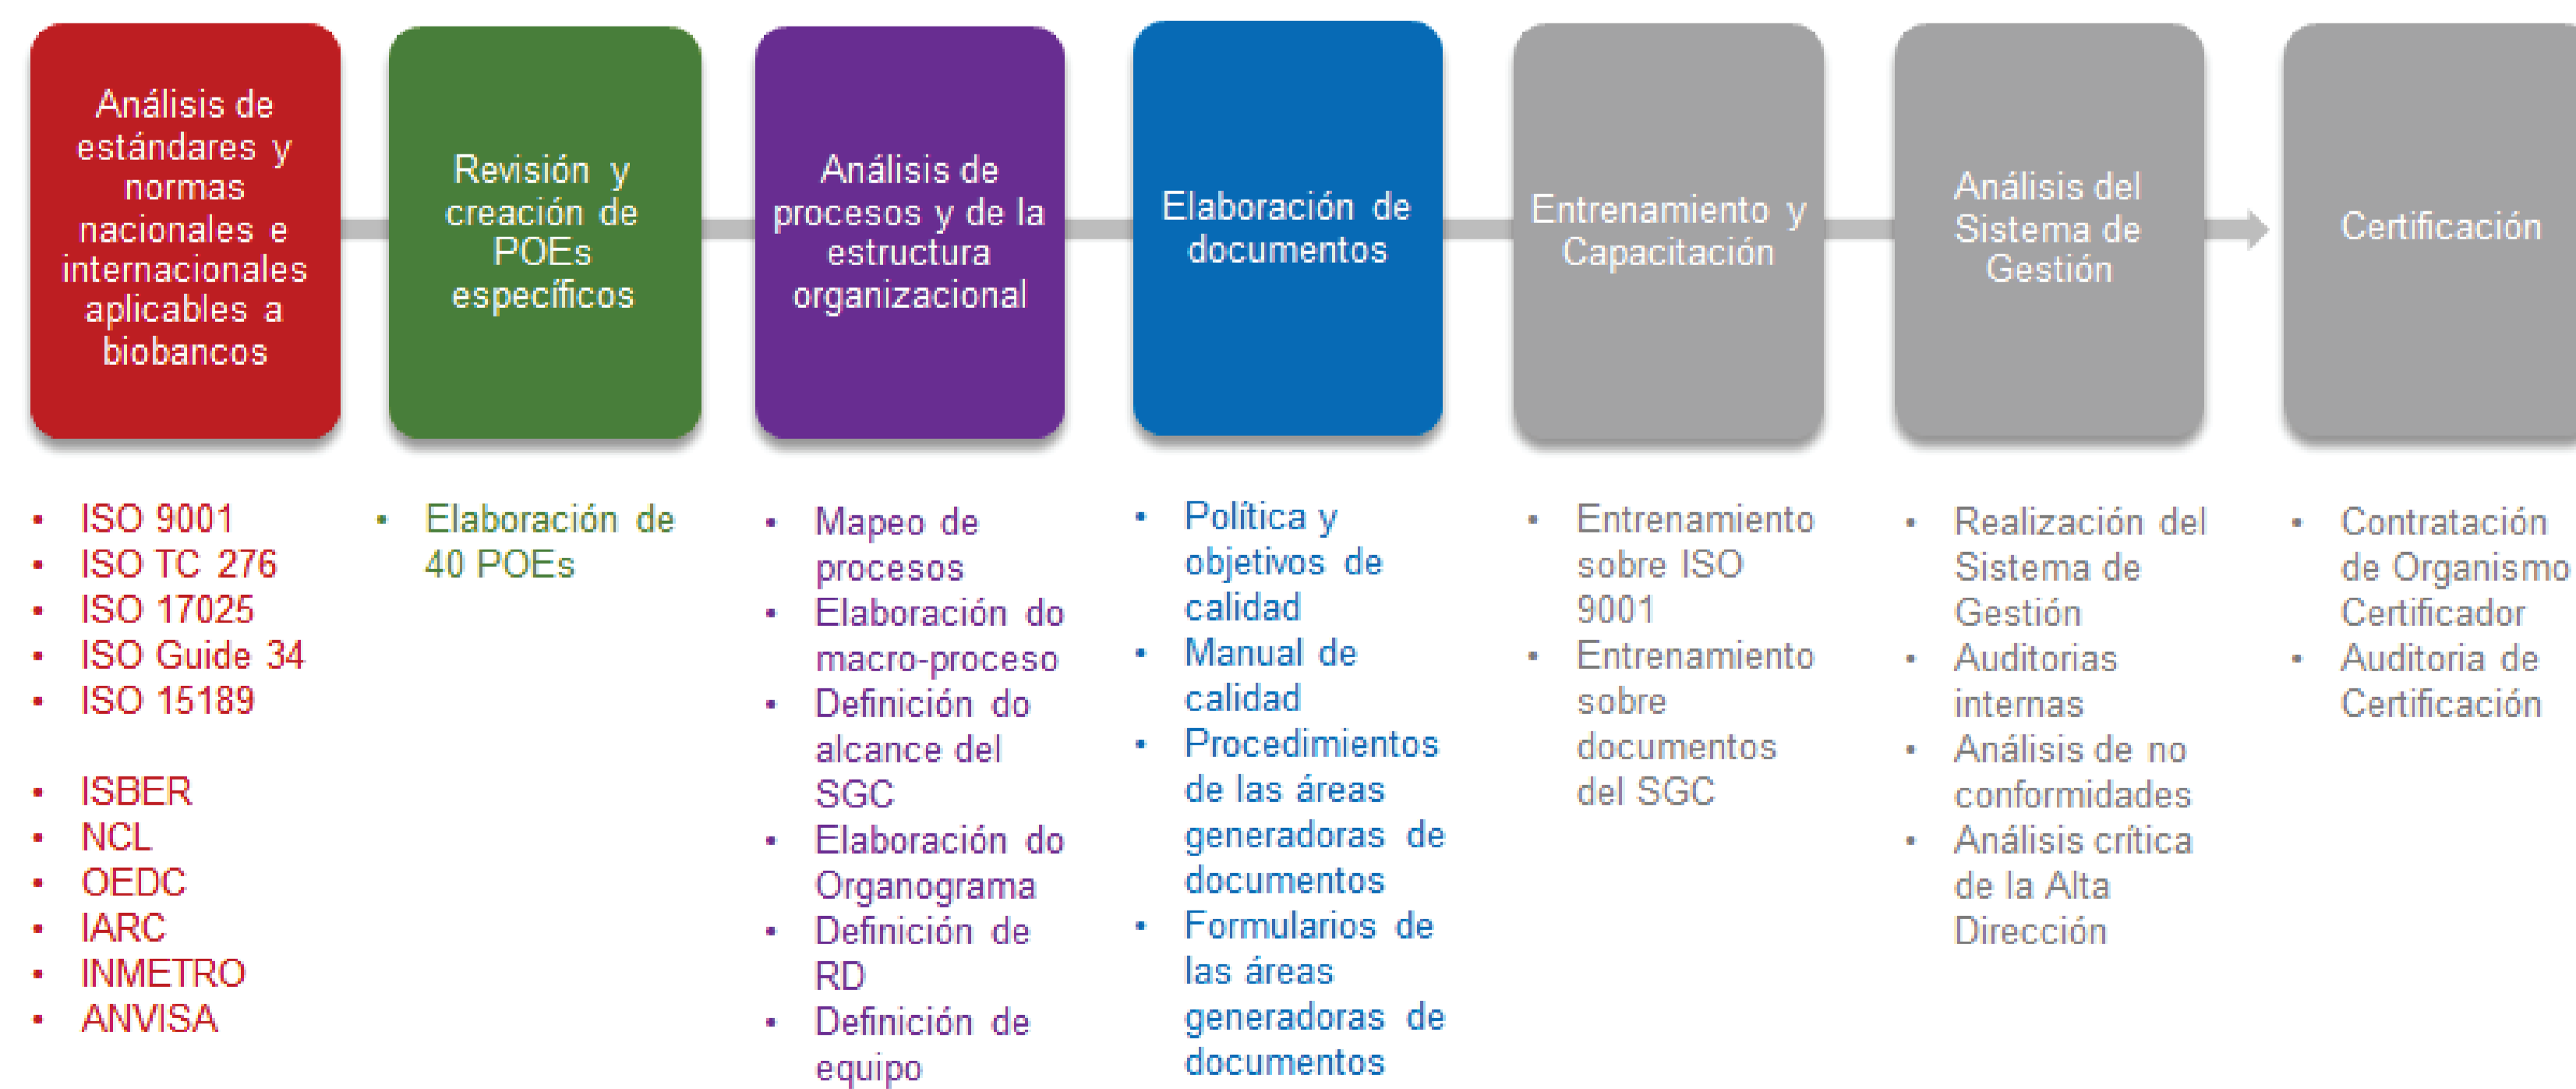 Análisis de
estándares y
normas
nacionales e
internacionales
aplicables a
biobancos
Revisión y
creación de
POEs
específicos
Análisis de
procesos y de la
estructura
organizacional
Elaboración de
documentos
Entrenamiento y
Capacitación
Análisis del
Sistema de
Gestión
Certificación
• ISO 9001
• ISO TC 276
• ISO 17025
• ISO Guide 34
• ISO 15189
• ISBER
• NCL
• OEDC
• IARC
• INMETRO
• ANVISA
• Elaboración de
40 POEs
• Mapeo de
procesos
• Elaboración do
macro-proceso
• Definición do
alcance del
SGC
• Elaboración do
Organograma
• Definición de
RD
• Definición de
equipo
• Política y
objetivos de
calidad
• Manual de
calidad
• Procedimientos
de las áreas
generadoras de
documentos
• Formularios de
las áreas
generadoras de
documentos
• Entrenamiento
sobre ISO
9001
• Entrenamiento
sobre
documentos
del SGC
• Realización del
Sistema de
Gestión
• Auditorias
internas
• Análisis de no
conformidades
• Análisis crítica
de la Alta
Dirección
• Contratación
de Organismo
Certificador
• Auditoria de
Certificación